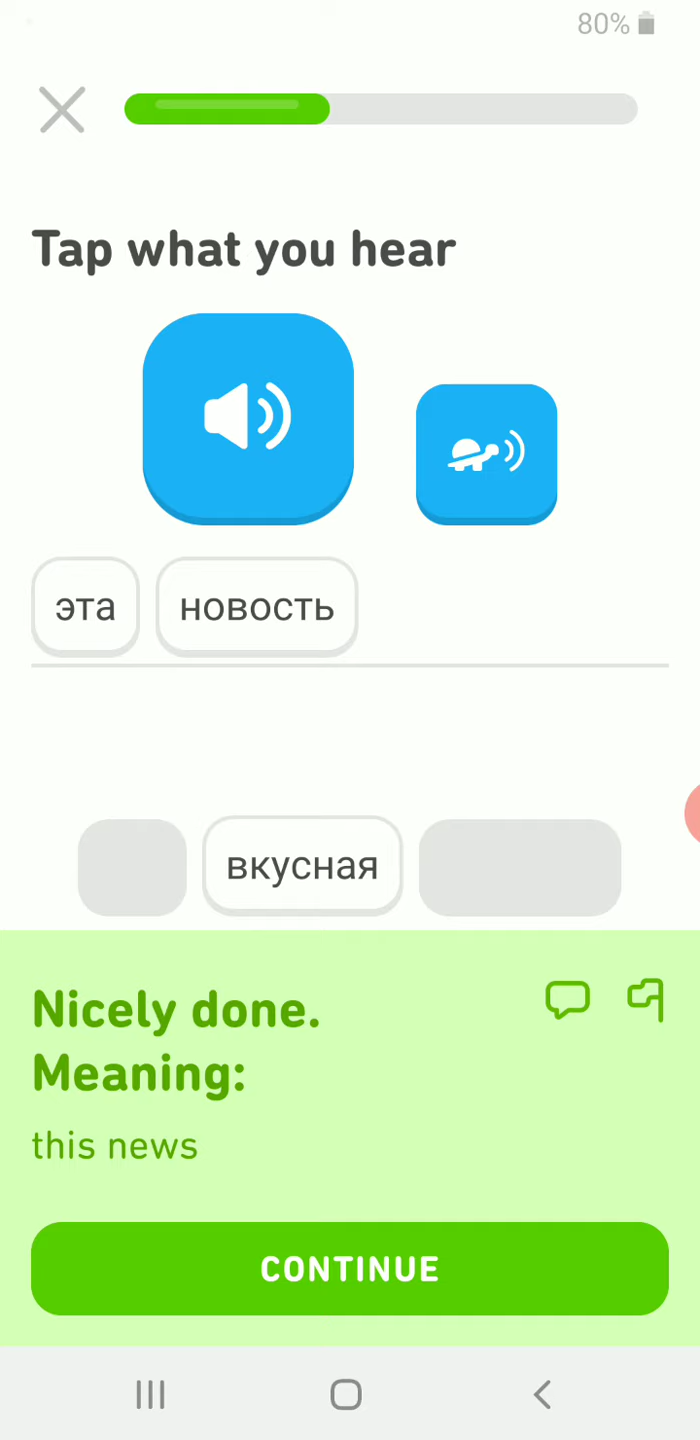 80%
Tap what you hear
эта новость
вкусная
Nicely done.
Meaning:
this news
CONTINUE